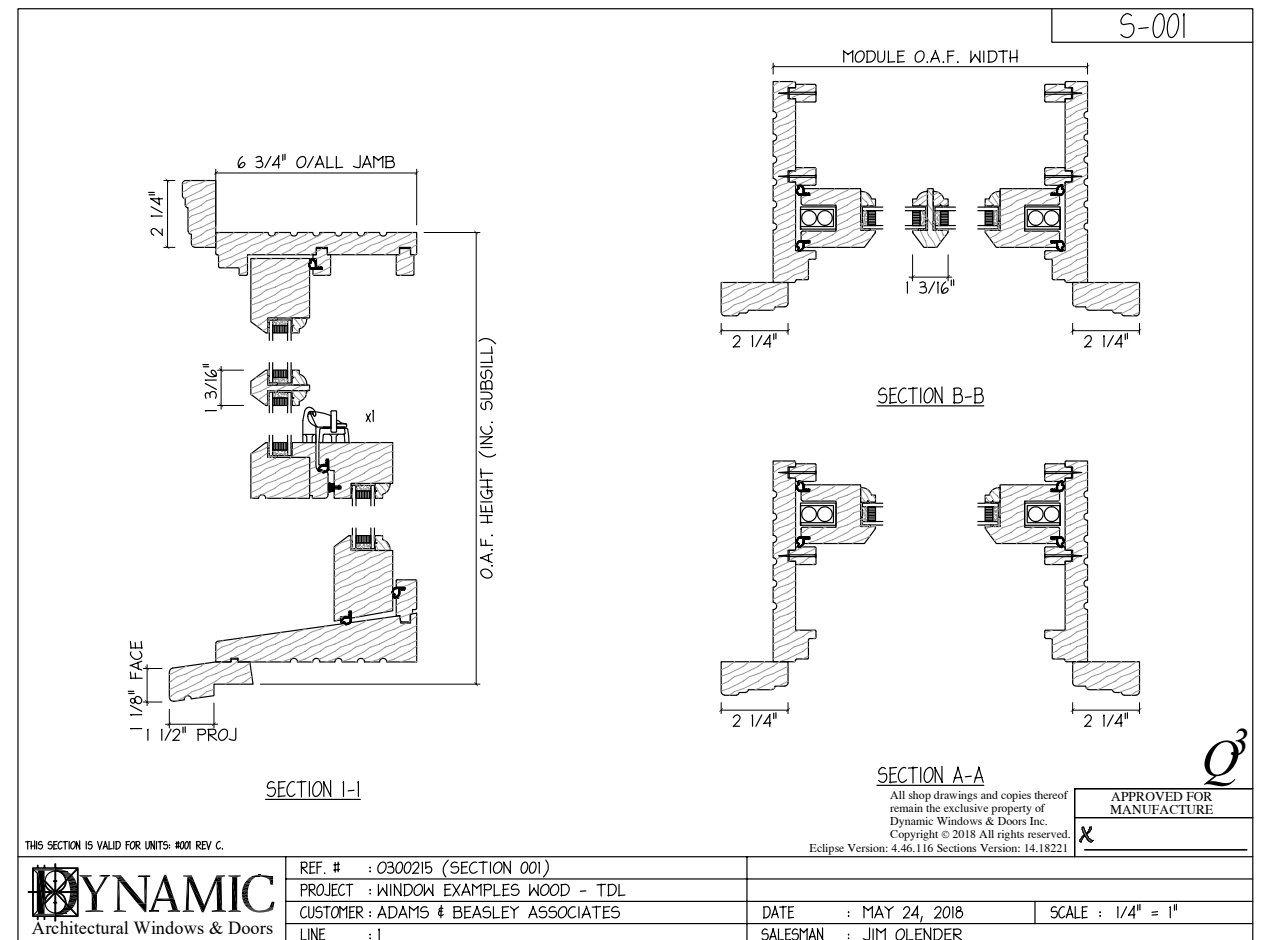 S-001
MODULE O.A.F. WIDTH
6 3/4" O/ALL JAMB
2 1/4"
1 3/16"
2 1/4"
2 1/4"
1 3/16"
x1
O.A.F. HEIGHT (INC. SUBSILL)
SECTION B-B
1 1/8" FACE
1 1/2" PROJ
2 1/4"
2 1/4"
SECTION 1-1
SECTION A-A
Q3
All shop drawings and copies thereof
remain the exclusive property of
Dynamic Windows & Doors Inc.
Copyright © 2018 All rights reserved.
Eclipse Version: 4.46.116 Sections Version: 14.18221
APPROVED FOR
MANUFACTURE
X
THIS SECTION IS VALID FOR UNITS: #001 REV C.
DYNAMIC
Architectural Windows & Doors
REF. # : 0300215 (SECTION 001)
PROJECT : WINDOW EXAMPLES WOOD - TDL
CUSTOMER : ADAMS & BEASLEY ASSOCIATES
DATE : MAY 24, 2018
SCALE : 1/4" = 1"
LINE : 1
SALESMAN : JIM OLENDER